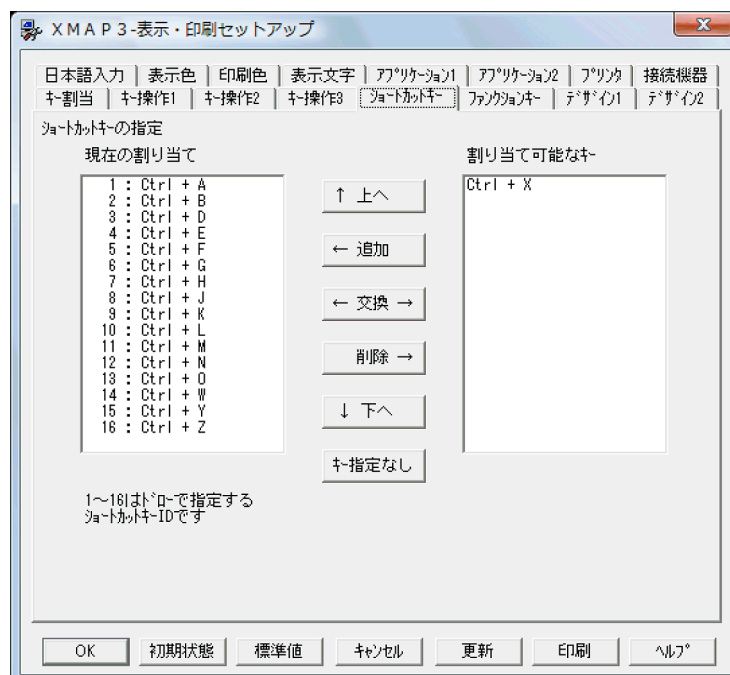 XMAP3-表示・印刷セットアップ
日本語入力 表示色 印刷色 表示文字 ｱﾌﾟﾘｹｰｼｮﾝ1 ｱﾌﾟﾘｹｰｼｮﾝ2 ﾌﾟﾘﾝﾀ 接続機器
ｷｰ割当 ｷｰ操作1 ｷｰ操作2 ｷｰ操作3 ｼｮｰﾄｶｯﾄｷｰ ﾌｧﾝｸｼｮﾝｷｰ ﾃﾞｻﾞｲﾝ1 ﾃﾞｻﾞｲﾝ2
ｼｮｰﾄｶｯﾄｷｰの指定
現在の割り当て
1 : Ctrl + A
2 : Ctrl + B
3 : Ctrl + D
4 : Ctrl + E
5 : Ctrl + F
6 : Ctrl + G
7 : Ctrl + H
8 : Ctrl + J
9 : Ctrl + K
10 : Ctrl + L
11 : Ctrl + M
12 : Ctrl + N
13 : Ctrl + O
14 : Ctrl + W
15 : Ctrl + Y
16 : Ctrl + Z
↑ 上へ
← 追加
← 交換 →
削除 →
↓ 下へ
ｷｰ指定なし
割り当て可能なｷｰ
Ctrl + X
1～16はﾄﾞﾛｰで指定する
ｼｮｰﾄｶｯﾄｷｰIDです
OK 初期状態 標準値 ｷｬﾝｾﾙ 更新 印刷 ﾍﾙﾌﾟ